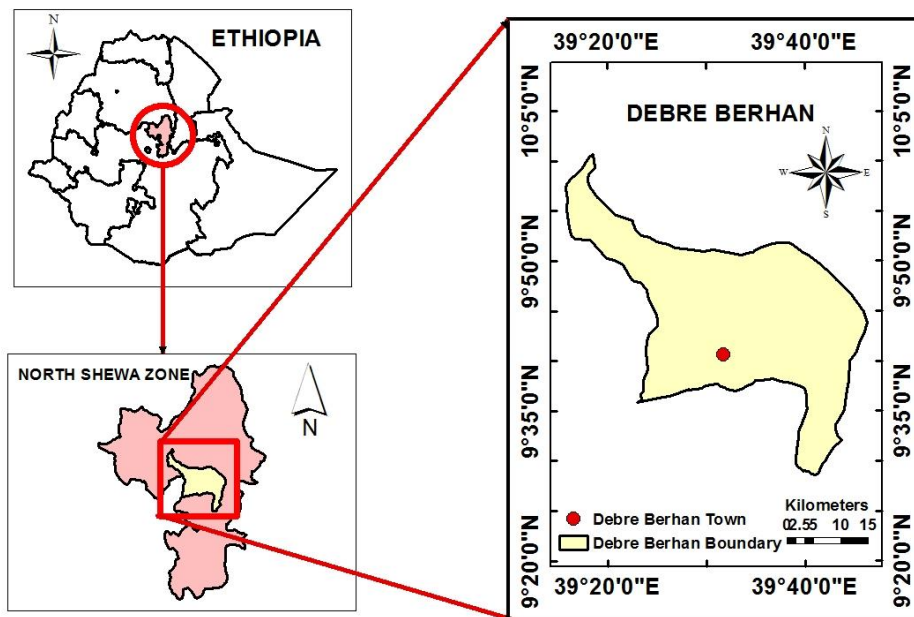 N
ETHIOPIA
NORTH SHEWA ZONE
N
39°20'0"E 39°40'0"E
DEBRE BERHAN
N
W E
S
10°5'0"N 10°5'0"N
9°50'0"N 9°50'0"N
9°35'0"N 9°35'0"N
9°20'0"N 9°20'0"N
Kilometers
02.55 10 15
Debre Berhan Town
Debre Berhan Boundary
39°20'0"E 39°40'0"E